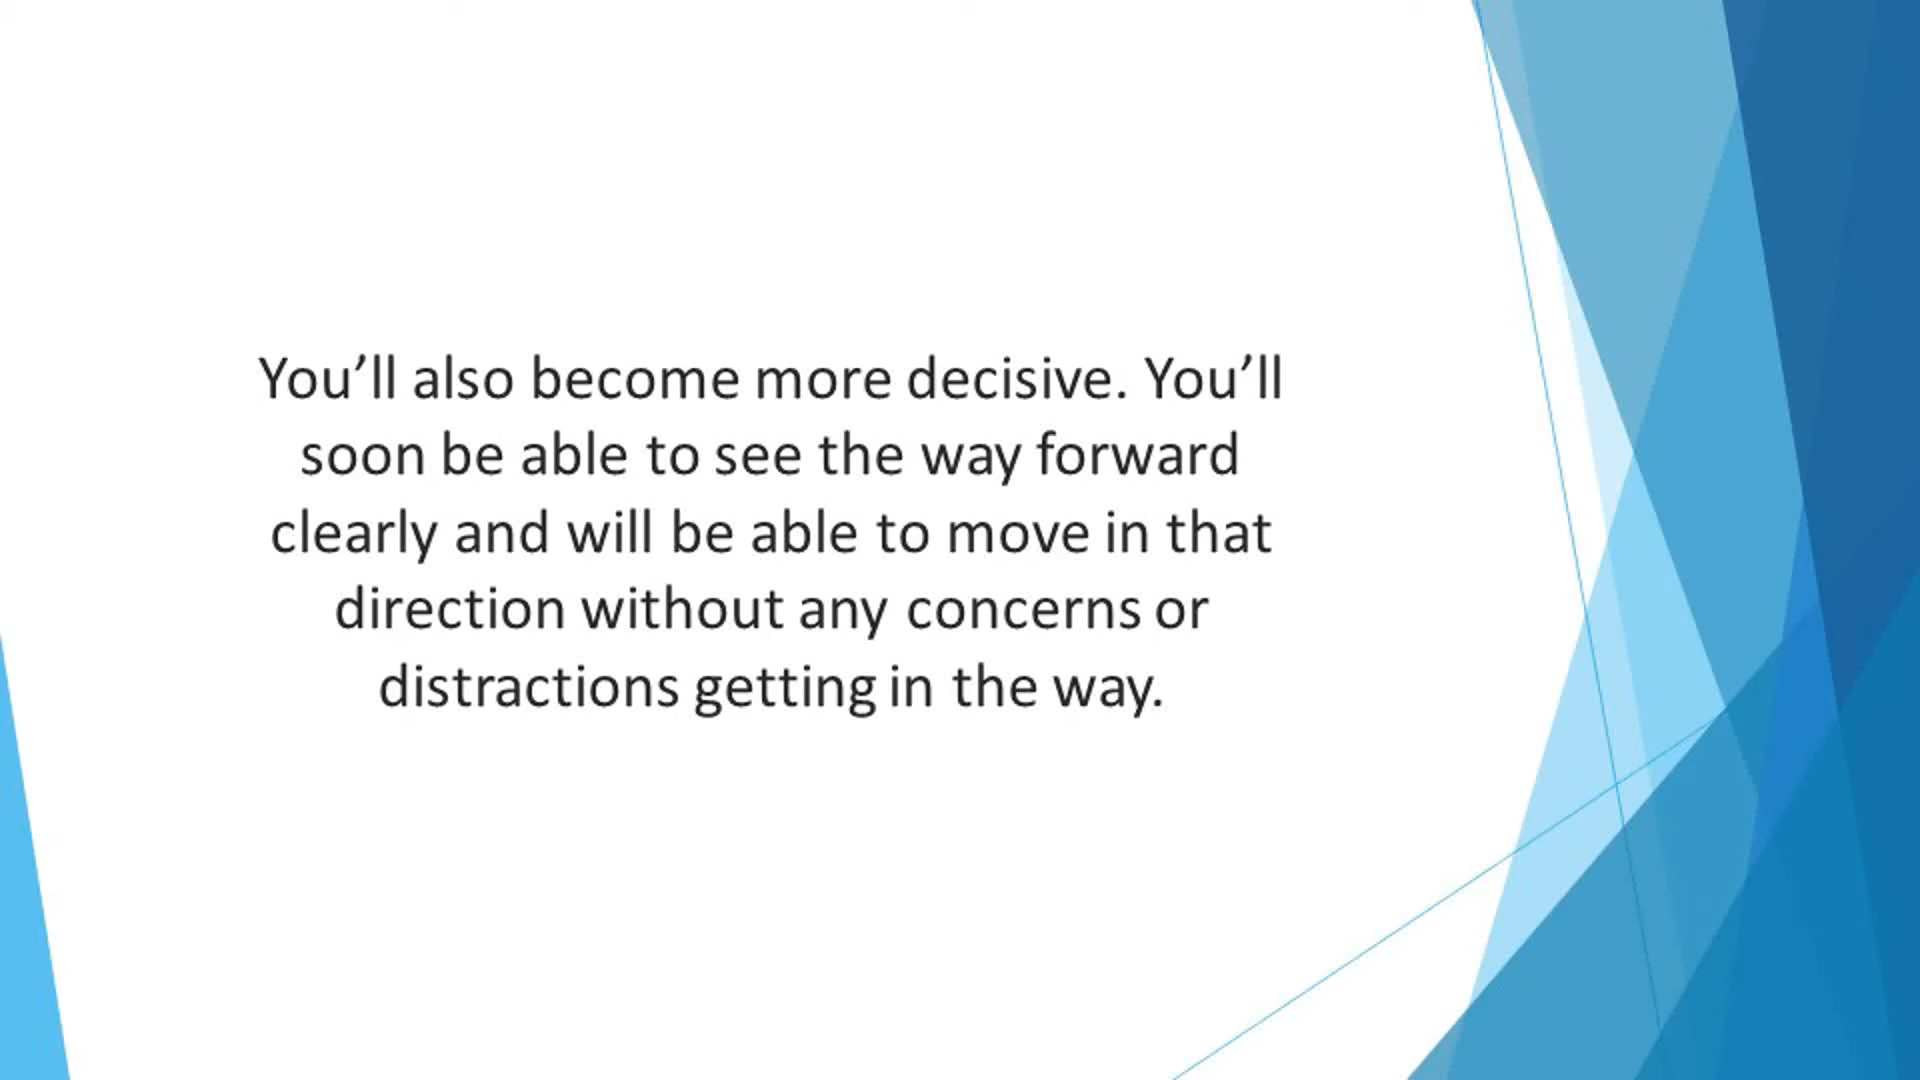 You’ll also become more decisive. You’ll
soon be able to see the way forward
clearly and will be able to move in that
direction without any concerns or
distractions getting in the way.